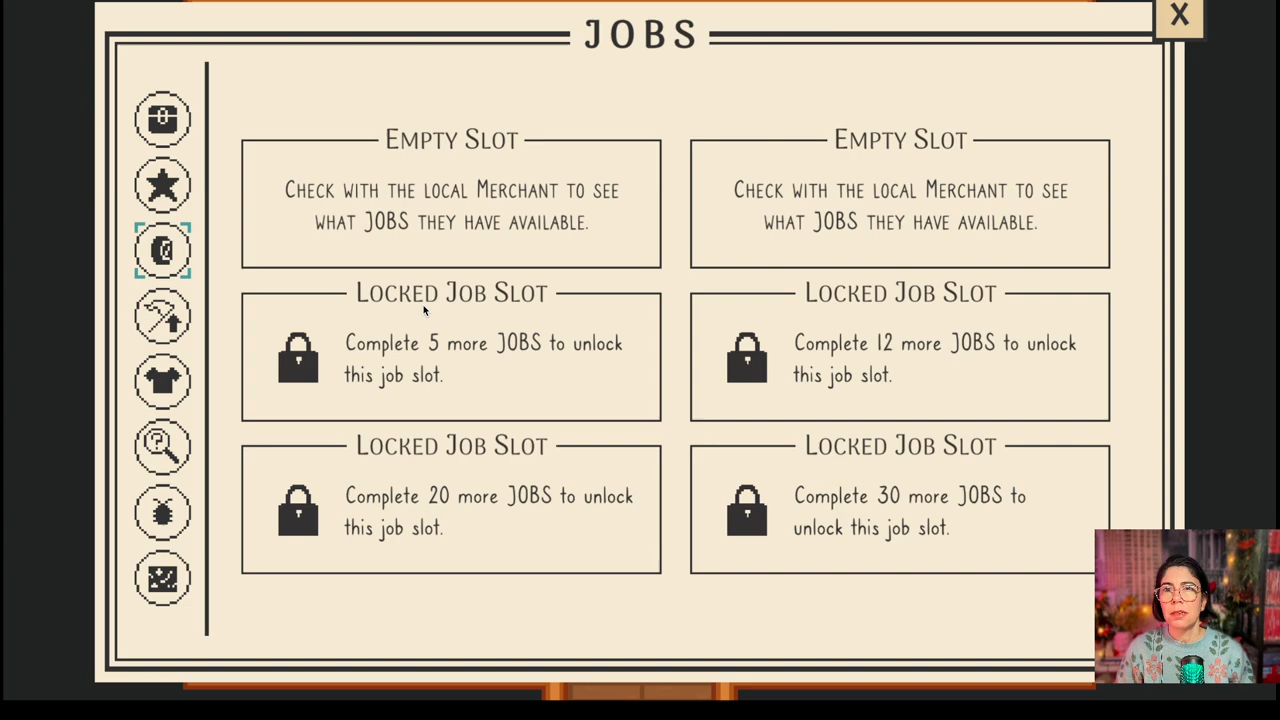 JOBS
X
EMPTY SLOT
CHECK WITH THE LOCAL MERCHANT TO SEE
WHAT JOBS THEY HAVE AVAILABLE.
EMPTY SLOT
CHECK WITH THE LOCAL MERCHANT TO SEE
WHAT JOBS THEY HAVE AVAILABLE.
LOCKED JOB SLOT
Complete 5 more JOBS to unlock
this job slot.
LOCKED JOB SLOT
Complete 12 more JOBS to unlock
this job slot.
LOCKED JOB SLOT
Complete 20 more JOBS to unlock
this job slot.
LOCKED JOB SLOT
Complete 30 more JOBS to
unlock this job slot.